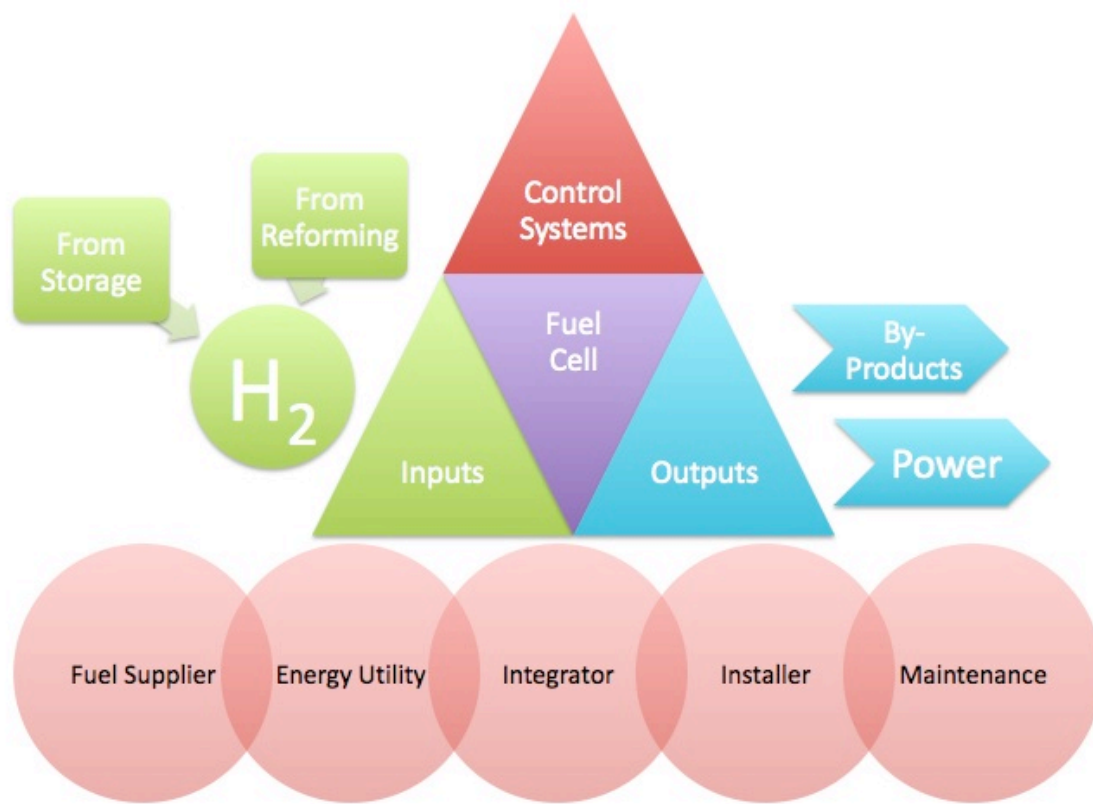 Control
Systems
From
Reforming
From
Storage
H₂
Fuel
Cell
Inputs
Outputs
By-
Products
Power
Fuel Supplier
Energy Utility
Integrator
Installer
Maintenance